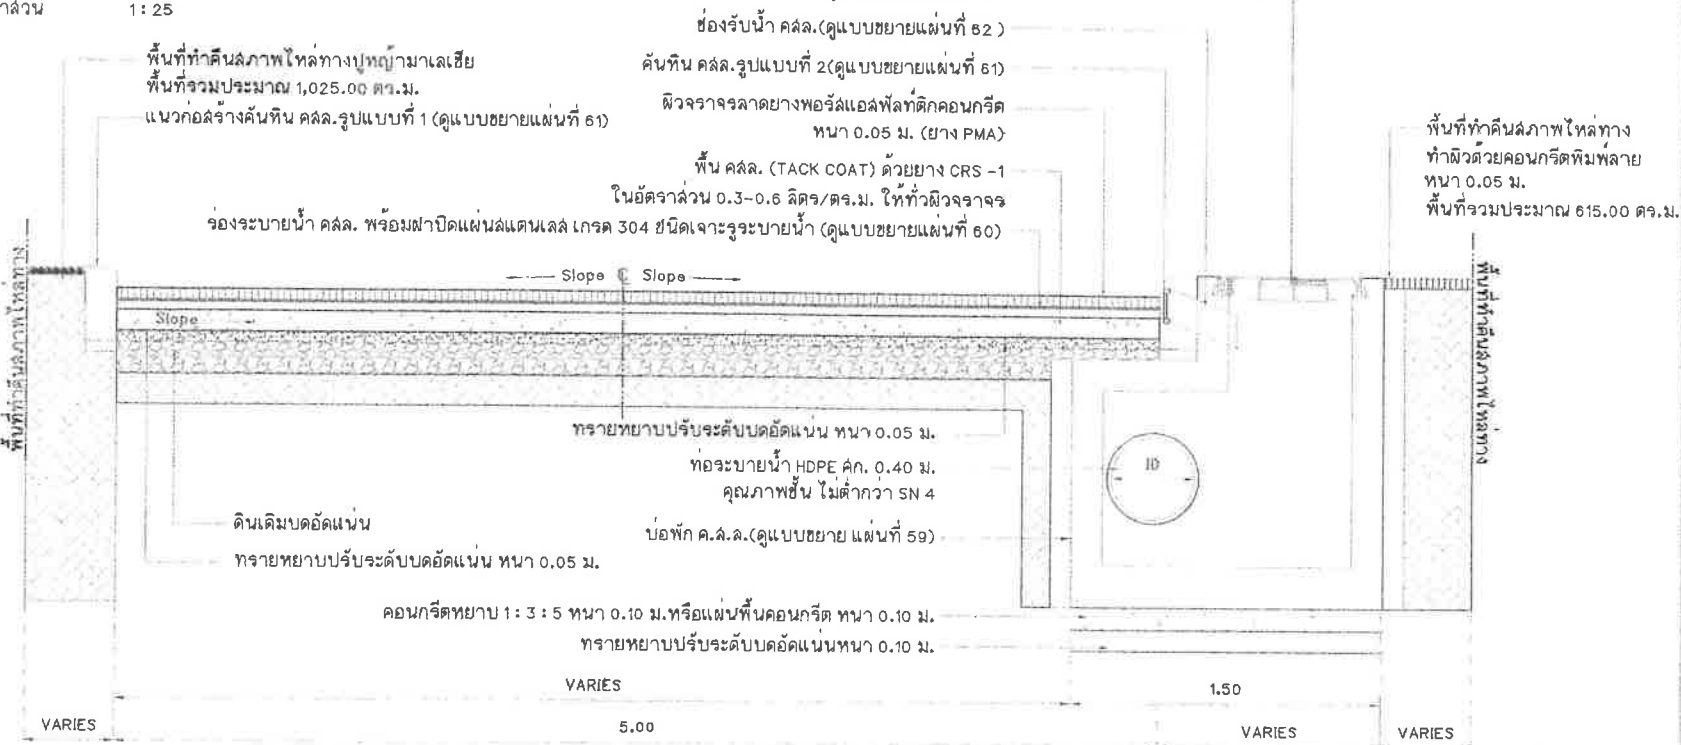 1:25
ช่องรับน้ำ คสล.(ดูแบบขยายแผ่นที่ 62 )
พื้นที่ทำคืนสภาพไหล่ทางปูหญ้ามาเลเซีย
พื้นที่รวมประมาณ 1,025.00 ตร.ม.
แนวก่อสร้างคันหิน คสล.รูปแบบที่ 1 (ดูแบบขยายแผ่นที่ 61)
คันหิน คสล.รูปแบบที่ 2(ดูแบบขยายแผ่นที่ 61)
ผิวจราจรลาดยางพอรัสแอสฟัลท์ติกคอนกรีต
หนา 0.05 ม. (ยาง PMA)
พื้น คสล. (TACK COAT) ด้วยยาง CRS -1
ในอัตราส่วน 0.3-0.6 ลิตร/ตร.ม. ให้ทั่วผิวจราจร
ร่องระบายน้ำ คสล. พร้อมฝาปิดแผ่นสแตนเลส เกรด 304 ชนิดเจาะรูระบายน้ำ (ดูแบบขยายแผ่นที่ 60)
พื้นที่ทำคืนสภาพไหล่ทาง
ทำผิวด้วยคอนกรีตพิมพ์ลาย
หนา 0.05 ม.
พื้นที่รวมประมาณ 615.00 ตร.ม.
Slope ℄ Slope
Slope
พื้นที่ทำคืนสภาพไหล่ทาง
พื้นที่ทำคืนสภาพไหล่ทาง
ทรายหยาบปรับระดับบดอัดแน่น หนา 0.05 ม.
ท่อระบายน้ำ HDPE ศก. 0.40 ม.
คุณภาพชั้น ไม่ต่ำกว่า SN 4
ID
ดินเดิมบดอัดแน่น
บ่อพัก ค.ส.ล.(ดูแบบขยาย แผ่นที่ 59)
ทรายหยาบปรับระดับบดอัดแน่น หนา 0.05 ม.
คอนกรีตหยาบ 1 : 3 : 5 หนา 0.10 ม.หรือแผ่นพื้นคอนกรีต หนา 0.10 ม.
ทรายหยาบปรับระดับบดอัดแน่นหนา 0.10 ม.
VARIES
1.50
VARIES
5.00
VARIES
VARIES